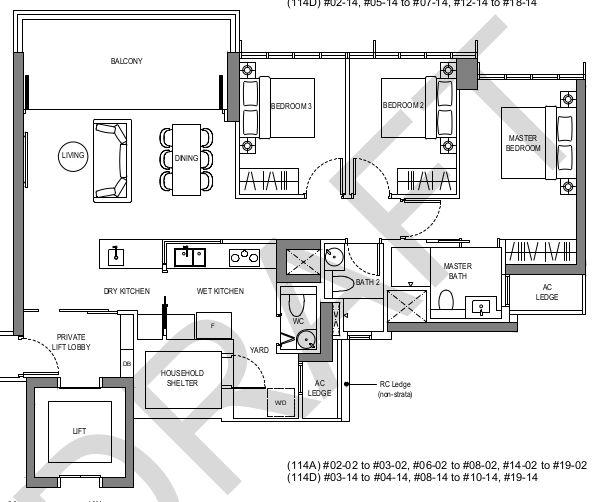 (114D) #02-14, #05-14 to #07-14, #12-14 to #18-14
BALCONY
BEDROOM 3
BEDROOM 2
MASTER
BEDROOM
LIVING
DINING
MASTER
BATH
BATH 2
AC
LEDGE
DRY KITCHEN
WET KITCHEN
WC
F
PRIVATE
LIFT LOBBY
YARD
DB
HOUSEHOLD
SHELTER
W/D
AC
LEDGE
RC Ledge
(non-strata)
LIFT
DRAFT
(114A) #02-02 to #03-02, #06-02 to #08-02, #14-02 to #19-02
(114D) #03-14 to #04-14, #08-14 to #10-14, #19-14